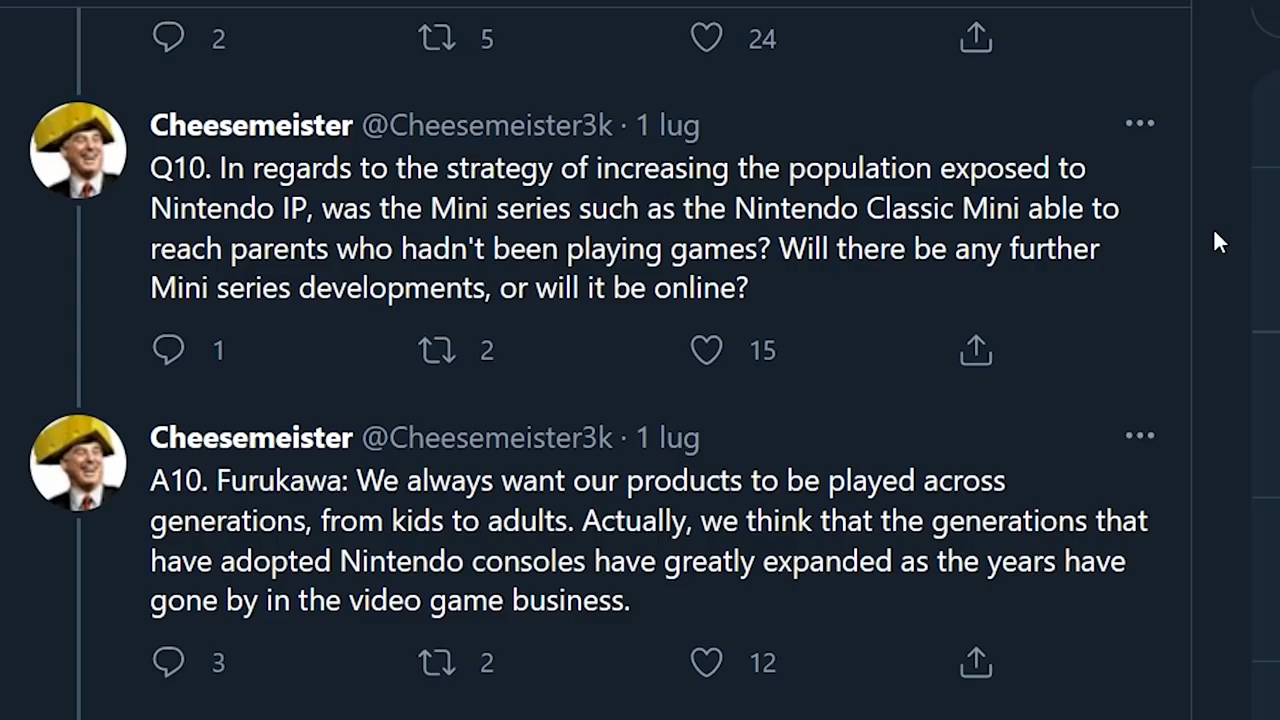 2 5 24
Cheesemeister @Cheesemeister3k · 1 lug
Q10. In regards to the strategy of increasing the population exposed to
Nintendo IP, was the Mini series such as the Nintendo Classic Mini able to
reach parents who hadn't been playing games? Will there be any further
Mini series developments, or will it be online?
1 2 15
Cheesemeister @Cheesemeister3k · 1 lug
A10. Furukawa: We always want our products to be played across
generations, from kids to adults. Actually, we think that the generations that
have adopted Nintendo consoles have greatly expanded as the years have
gone by in the video game business.
3 2 12